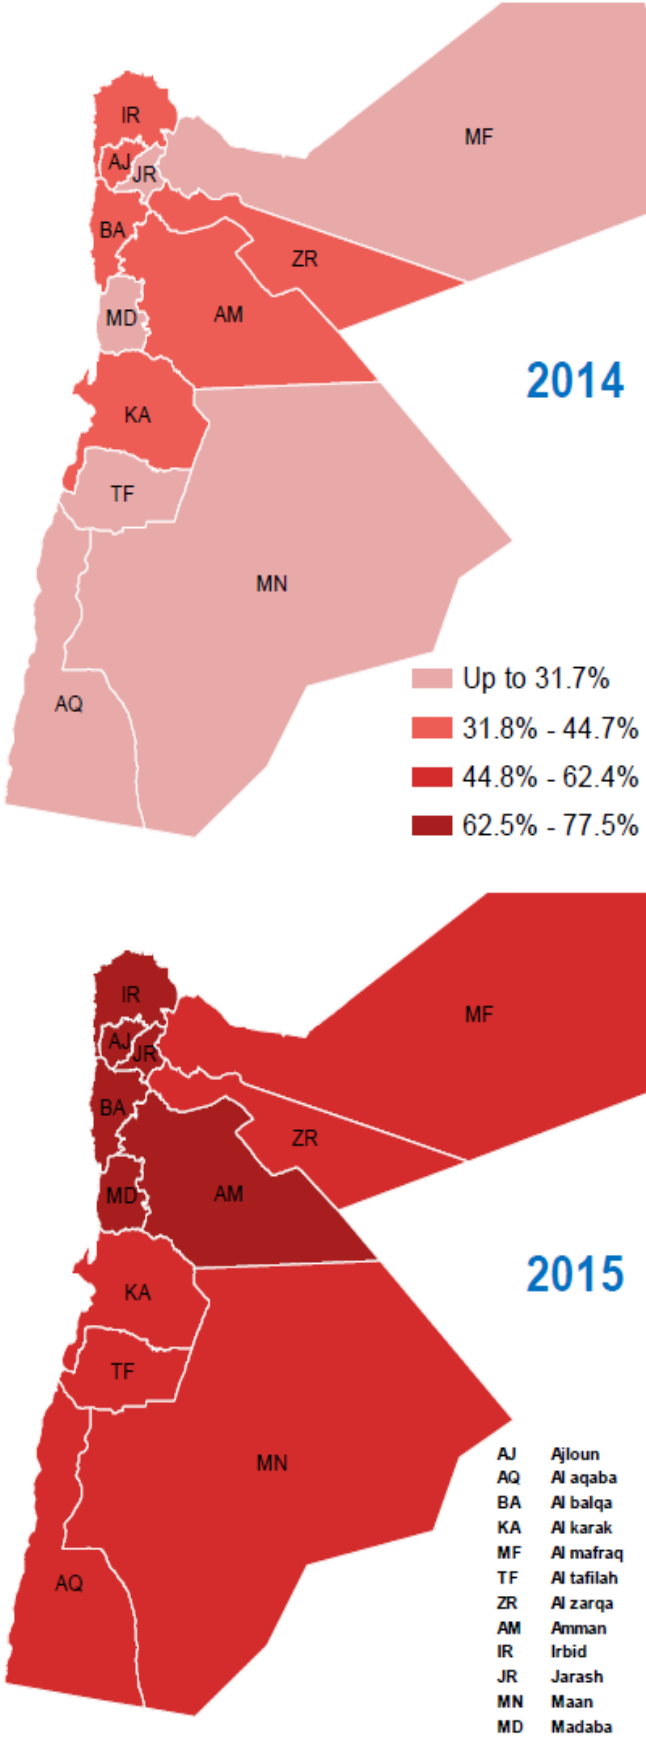 IR
MF
AJ
JR
BA
ZR
MD
AM
2014
KA
TF
MN
Up to 31.7%
AQ
31.8% - 44.7%
44.8% - 62.4%
62.5% - 77.5%
IR
MF
AJ
JR
BA
ZR
MD
AM
2015
KA
TF
MN
AQ
AJ Ajloun
AQ Al aqaba
BA Al balqa
KA Al karak
MF Al mafraq
TF Al tafilah
ZR Al zarqa
AM Amman
IR Irbid
JR Jarash
MN Maan
MD Madaba